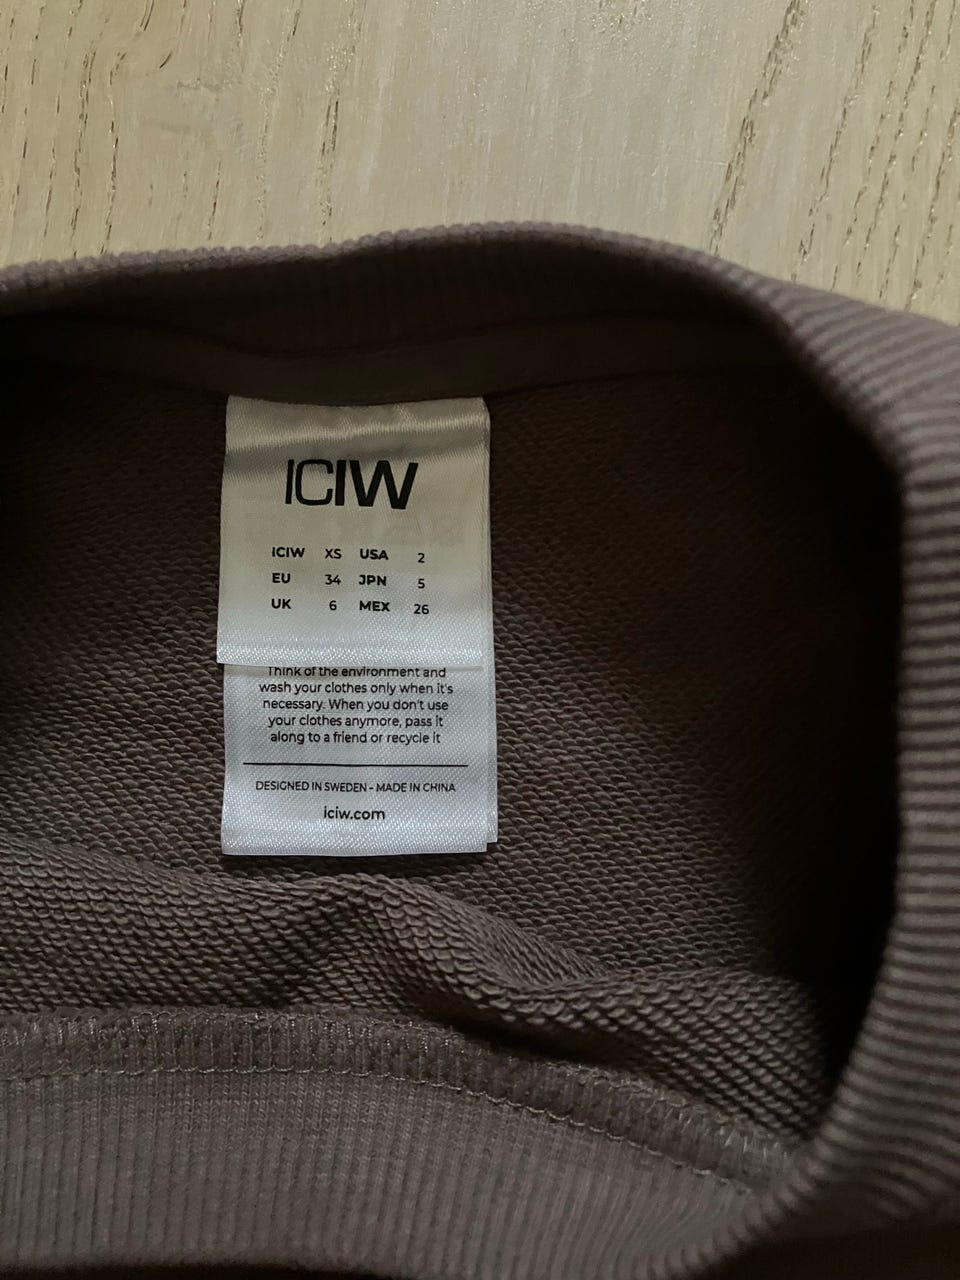 ICIW
ICIW XS USA 2
EU 34 JPN 5
UK 6 MEX 26
Think of the environment and
wash your clothes only when it's
necessary. When you don't use
your clothes anymore, pass it
along to a friend or recycle it
DESIGNED IN SWEDEN - MADE IN CHINA
iciw.com